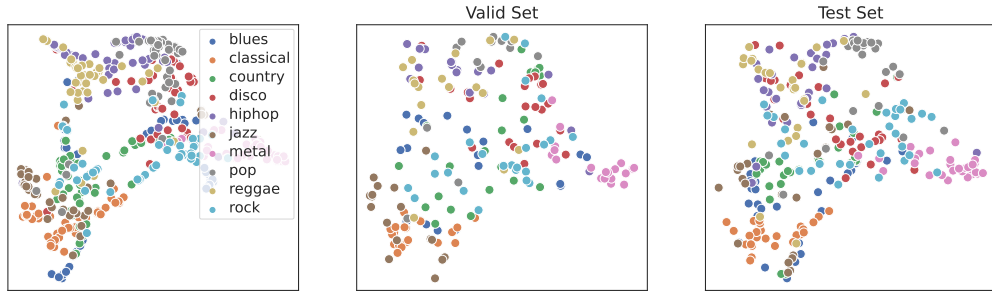 Valid Set
Test Set
blues
classical
country
disco
hiphop
jazz
metal
pop
reggae
rock